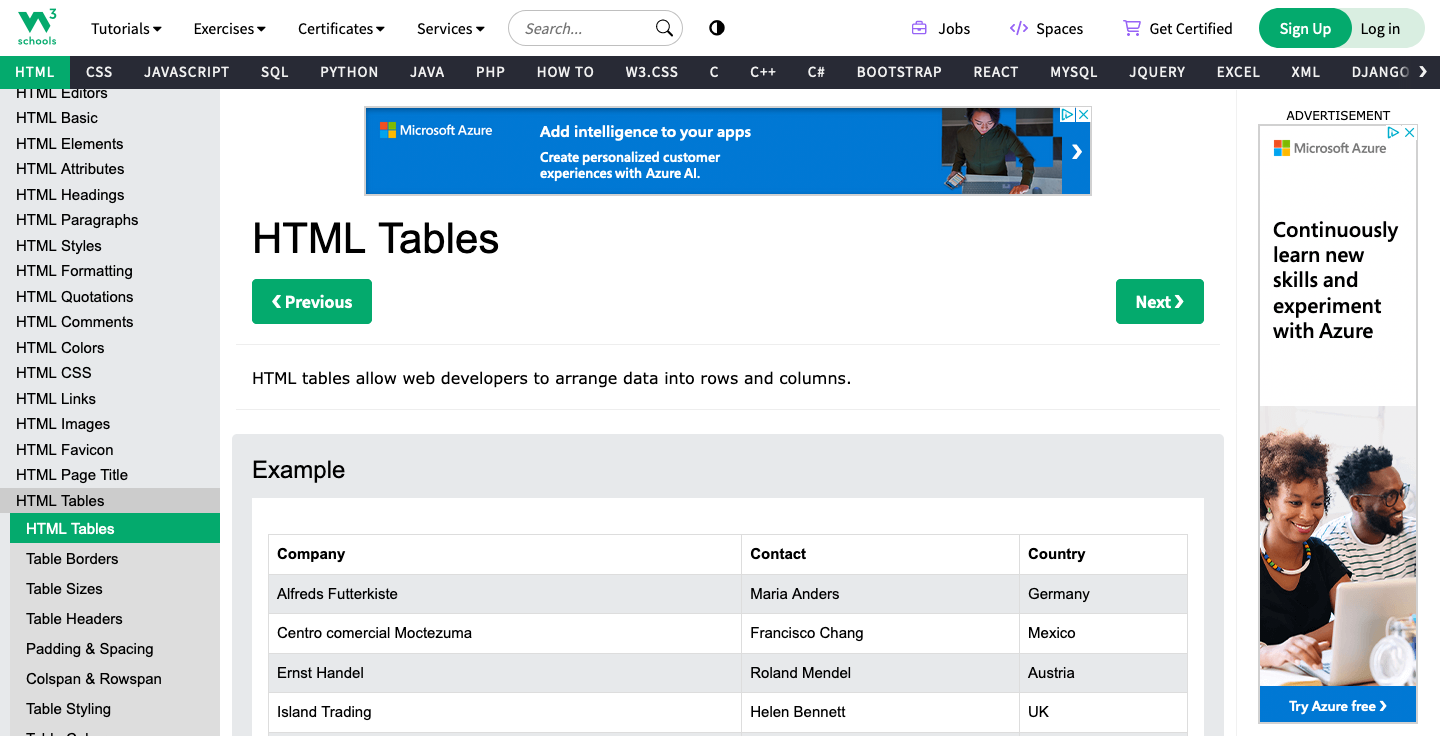 W3
schools
Tutorials
Exercises
Certificates
Services
Search...
Jobs
Spaces
Get Certified
Sign Up
Log in
HTML
CSS
JAVASCRIPT
SQL
PYTHON
JAVA
PHP
HOW TO
W3.CSS
C
C++
C#
BOOTSTRAP
REACT
MYSQL
JQUERY
EXCEL
XML
DJANGO
HTML Editors
HTML Basic
HTML Elements
HTML Attributes
HTML Headings
HTML Paragraphs
HTML Styles
HTML Formatting
HTML Quotations
HTML Comments
HTML Colors
HTML CSS
HTML Links
HTML Images
HTML Favicon
HTML Page Title
HTML Tables
HTML Tables
Table Borders
Table Sizes
Table Headers
Padding & Spacing
Colspan & Rowspan
Table Styling
Microsoft Azure
Add intelligence to your apps
Create personalized customer
experiences with Azure AI.
HTML Tables
❮ Previous
Next ❯
HTML tables allow web developers to arrange data into rows and columns.
Example
Company Contact Country
Alfreds Futterkiste Maria Anders Germany
Centro comercial Moctezuma Francisco Chang Mexico
Ernst Handel Roland Mendel Austria
Island Trading Helen Bennett UK
ADVERTISEMENT
Microsoft Azure
Continuously
learn new
skills and
experiment
with Azure
Try Azure free ❯